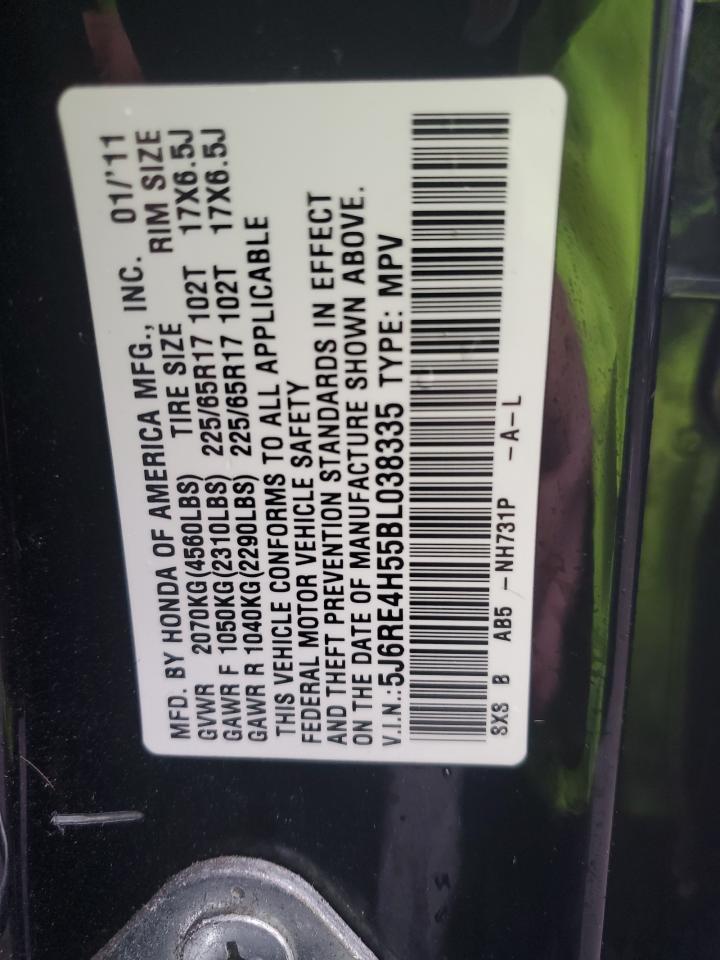 MFD. BY HONDA OF AMERICA MFG., INC. 01/'11
GVWR 2070KG(4560LBS) TIRE SIZE RIM SIZE
GAWR F 1050KG(2310LBS) 225/65R17 102T 17X6.5J
GAWR R 1040KG(2290LBS) 225/65R17 102T 17X6.5J
THIS VEHICLE CONFORMS TO ALL APPLICABLE
FEDERAL MOTOR VEHICLE SAFETY
AND THEFT PREVENTION STANDARDS IN EFFECT
ON THE DATE OF MANUFACTURE SHOWN ABOVE.
V.I.N.:5J6RE4H55BL038335 TYPE: MPV
SXS B AB5 -NH731P -A-L